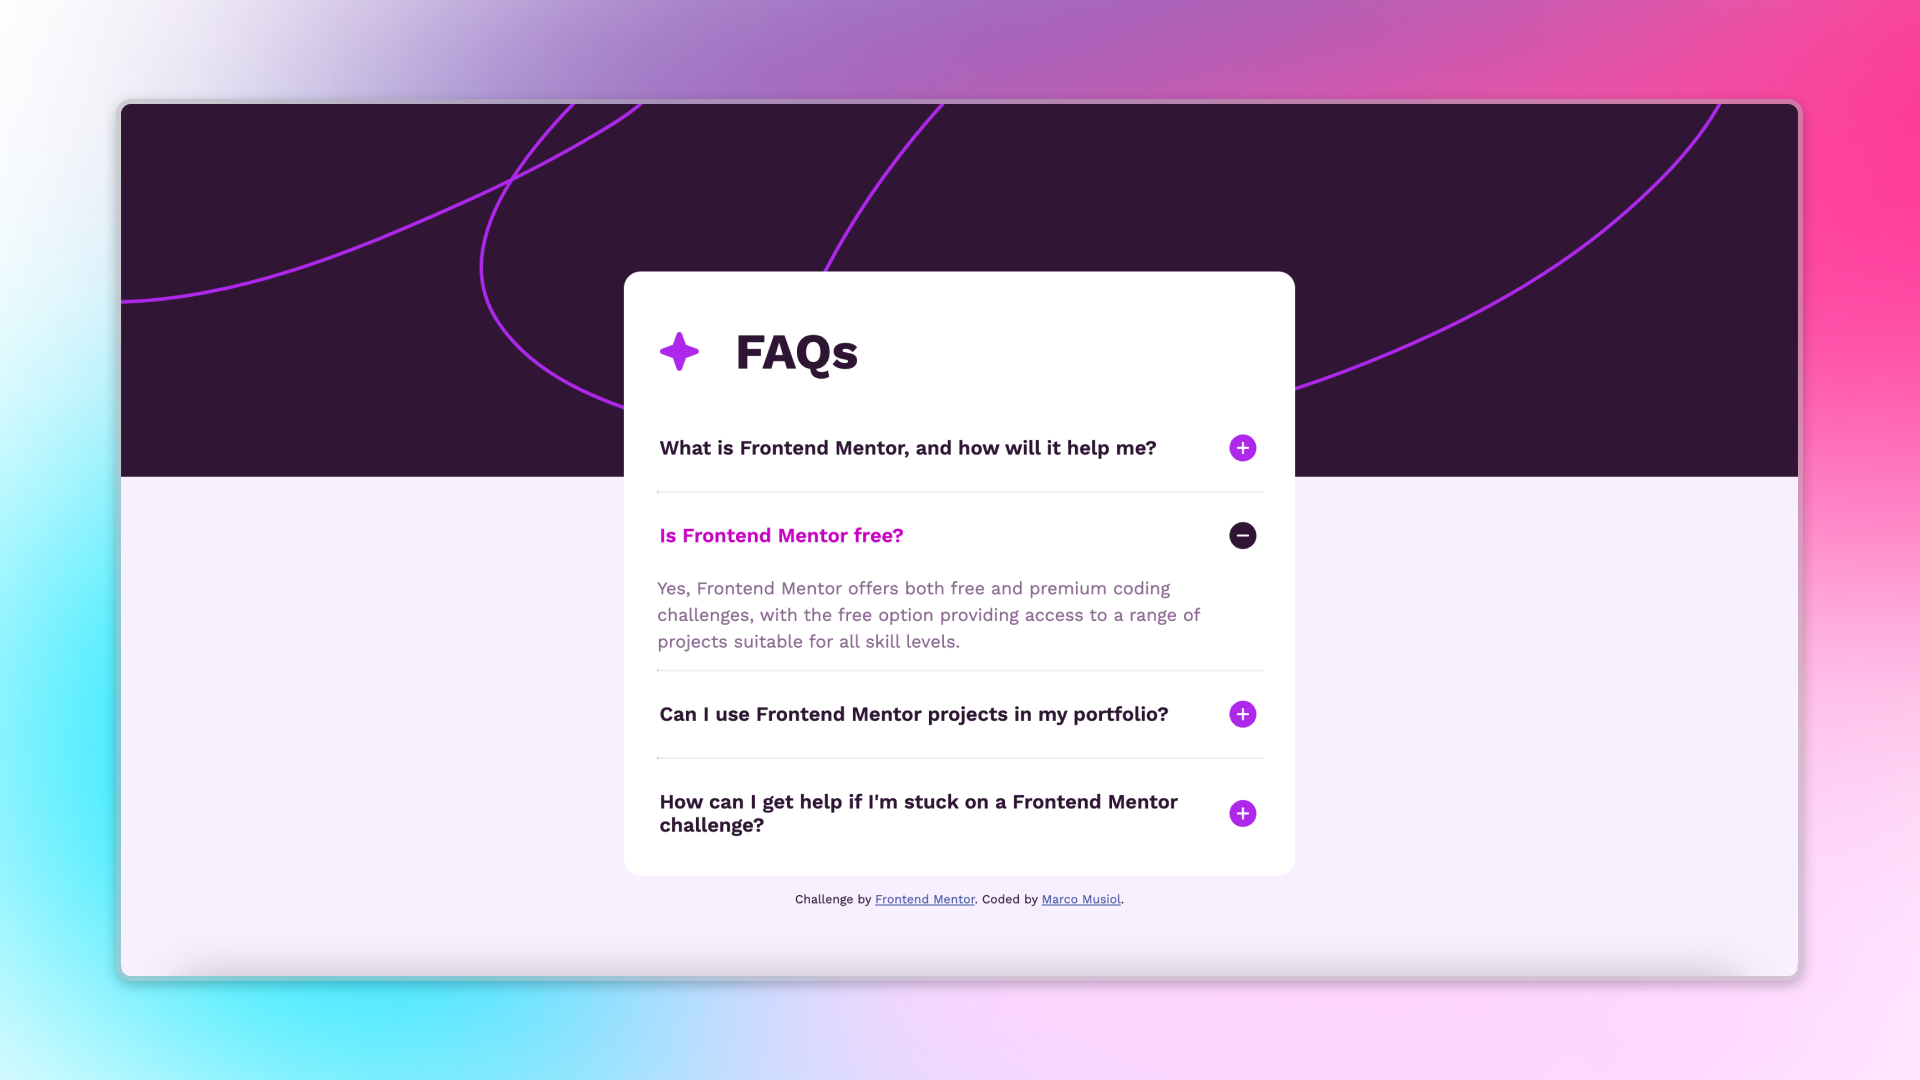 FAQs
What is Frontend Mentor, and how will it help me?
Is Frontend Mentor free?
Yes, Frontend Mentor offers both free and premium coding
challenges, with the free option providing access to a range of
projects suitable for all skill levels.
Can I use Frontend Mentor projects in my portfolio?
How can I get help if I'm stuck on a Frontend Mentor
challenge?
Challenge by Frontend Mentor. Coded by Marco Musiol.